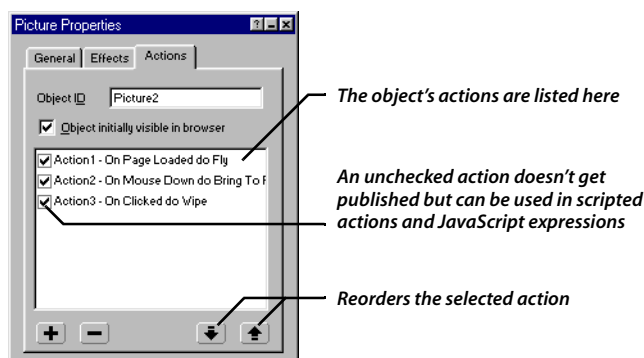 Picture Properties
General Effects Actions
Object ID Picture2
The object's actions are listed here
Object initially visible in browser
Action1 - On Page Loaded do Fly
Action2 - On Mouse Down do Bring To F
Action3 - On Clicked do Wipe
An unchecked action doesn't get
published but can be used in scripted
actions and JavaScript expressions
Reorders the selected action